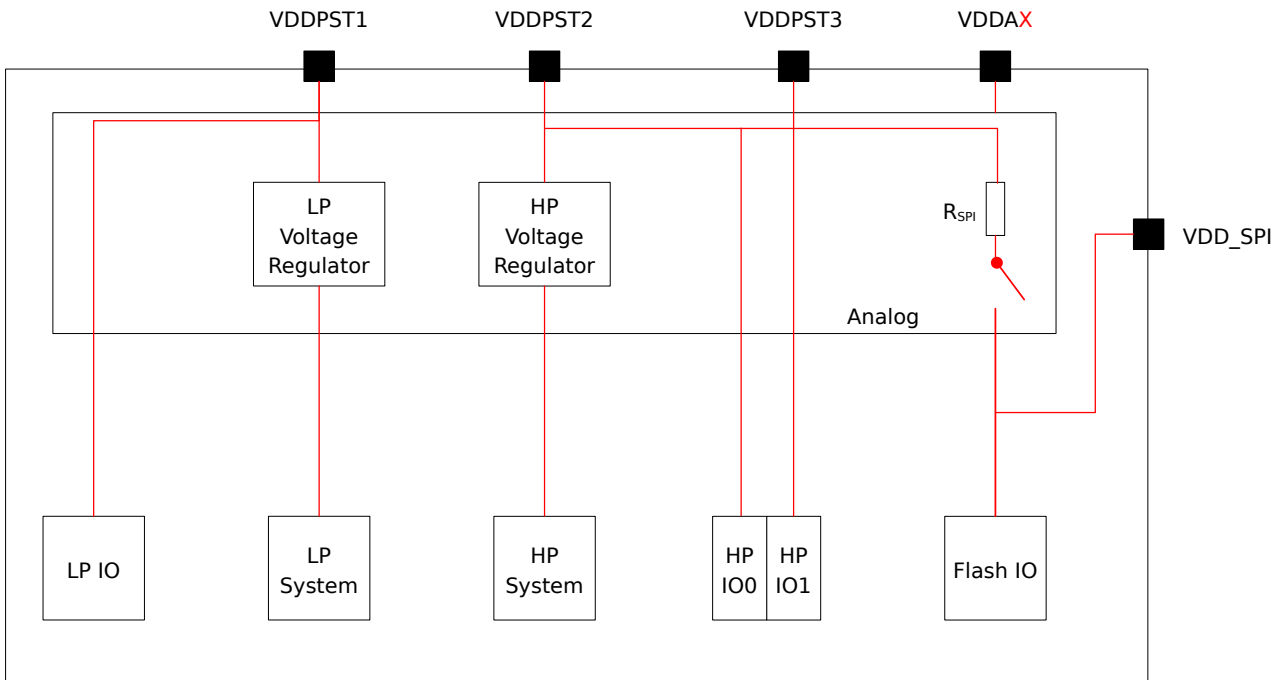 VDDPST1
VDDPST2
VDDPST3
VDDAX
LP
Voltage
Regulator
HP
Voltage
Regulator
RSPI
VDD_SPI
Analog
LP IO
LP
System
HP
System
HP
IO0
HP
IO1
Flash IO